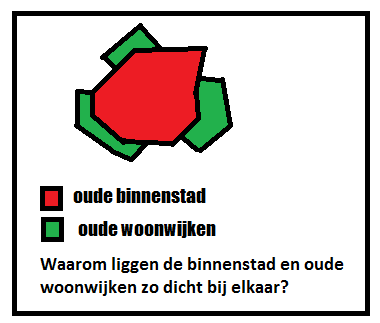 oude binnenstad
oude woonwijken
Waarom liggen de binnenstad en oude
woonwijken zo dicht bij elkaar?